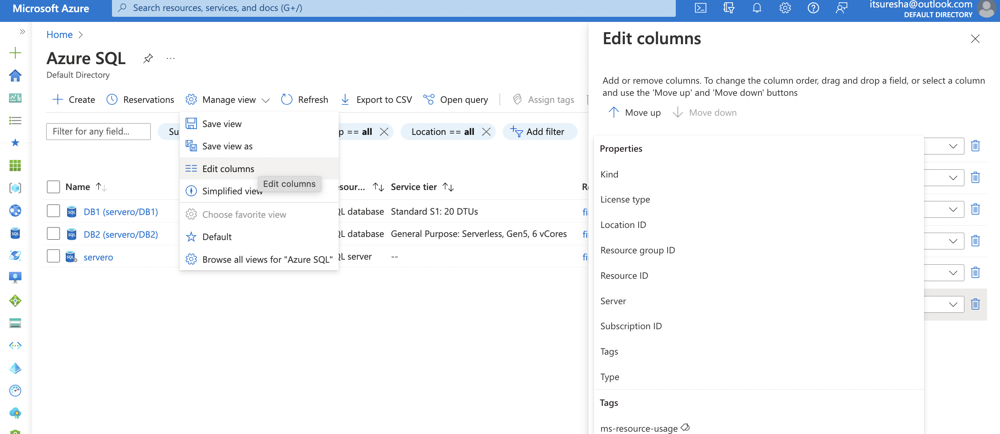 Microsoft Azure
Search resources, services, and docs (G+/)
itsuresha@outlook.com
DEFAULT DIRECTORY
Home
Azure SQL
Default Directory
Create
Reservations
Manage view
Refresh
Export to CSV
Open query
Assign tags
Filter for any field...
Su
p == all
Location == all
Add filter
Save view
Save view as
Edit columns
Edit columns
Simplified view
Choose favorite view
Default
Browse all views for "Azure SQL"
Name
sour...
Service tier
DB1 (servero/DB1)
QL database
Standard S1: 20 DTUs
fi
DB2 (servero/DB2)
QL database
General Purpose: Serverless, Gen5, 6 vCores
fi
servero
QL server
--
fi
Edit columns
Add or remove columns. To change the column order, drag and drop a field, or select a column
and use the 'Move up' and 'Move down' buttons
Move up
Move down
Properties
Kind
License type
Location ID
Resource group ID
Resource ID
Server
Subscription ID
Tags
Type
Tags
ms-resource-usage